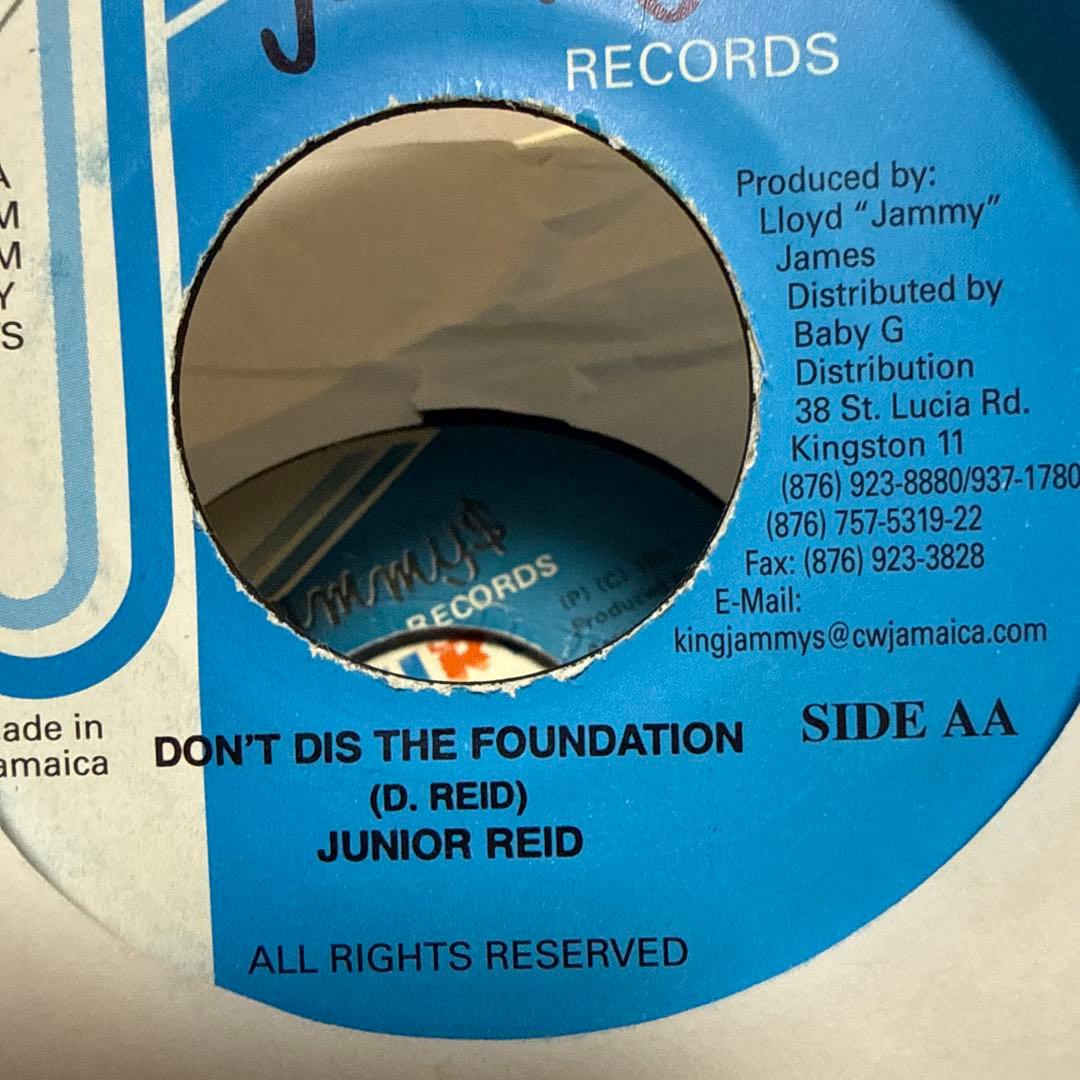 RECORDS
A
M
M
Y
'S
Produced by:
Lloyd “Jammy”
James
Distributed by
Baby G
Distribution
38 St. Lucia Rd.
Kingston 11
(876) 923-8880/937-1780
(876) 757-5319-22
Fax: (876) 923-3828
E-Mail:
kingjammys@cwjamaica.com
ammy$
RECORDS
(P) (C)
Produced
ade in
amaica
DON'T DIS THE FOUNDATION
SIDE AA
(D. REID)
JUNIOR REID
ALL RIGHTS RESERVED